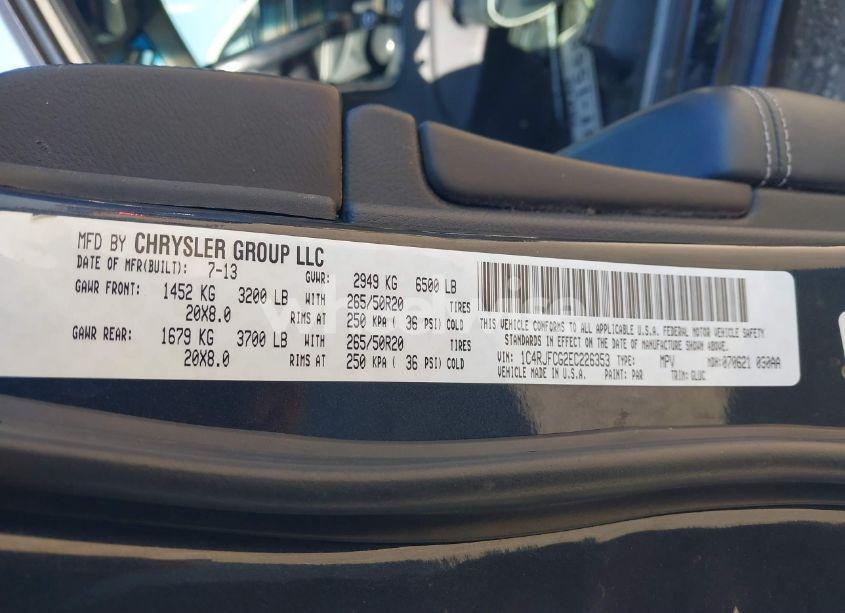 MFD BY CHRYSLER GROUP LLC
DATE OF MFR(BUILT): 7-13 GVWR: 2949 KG 6500 LB
GAWR FRONT: 1452 KG 3200 LB WITH 265/50R20 TIRES
20X8.0 RIMS AT 250 KPA ( 36 PSI) COLD
GAWR REAR: 1679 KG 3700 LB WITH 265/50R20 TIRES
20X8.0 RIMS AT 250 KPA ( 36 PSI) COLD
THIS VEHICLE CONFORMS TO ALL APPLICABLE U.S.A. FEDERAL MOTOR VEHICLE SAFETY
STANDARDS IN EFFECT ON THE DATE OF MANUFACTURE SHOWN ABOVE.
VIN: 1C4RJFCG2EC226353 TYPE: MPV MDH: 070621 050AA
VEHICLE MADE IN U.S.A. PAINT: PAR TRIM: GLUC